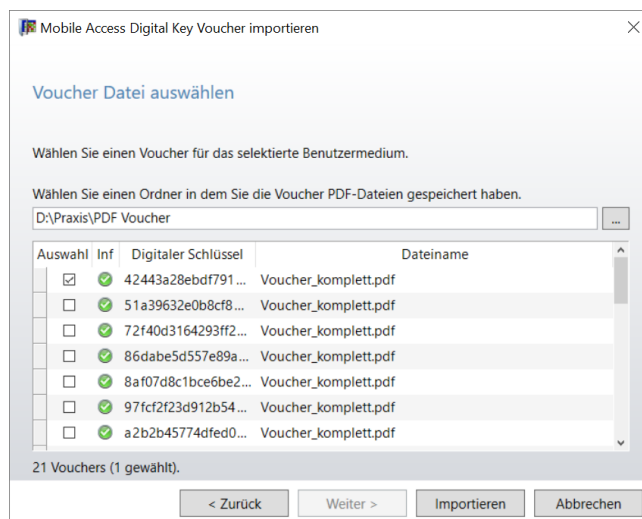 Mobile Access Digital Key Voucher importieren
Voucher Datei auswählen
Wählen Sie einen Voucher für das selektierte Benutzermedium.
Wählen Sie einen Ordner in dem Sie die Voucher PDF-Dateien gespeichert haben.
D:\Praxis\PDF Voucher ...
Auswahl Inf Digitaler Schlüssel Dateiname
42443a28ebdf791... Voucher_komplett.pdf
51a39632e0b8cf8... Voucher_komplett.pdf
72f40d3164293ff2... Voucher_komplett.pdf
86dabe5d557e89a... Voucher_komplett.pdf
8af07d8c1bce6be2... Voucher_komplett.pdf
97fcf2f23d912b54... Voucher_komplett.pdf
a2b2b45774dfed0... Voucher_komplett.pdf
21 Vouchers (1 gewählt).
< Zurück Weiter > Importieren Abbrechen